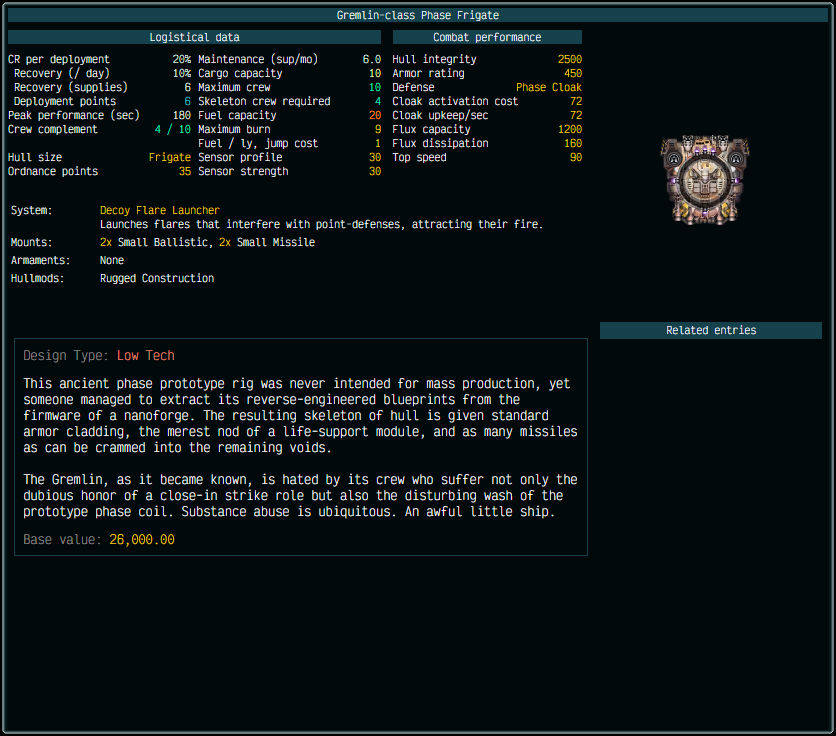 Gremlin-class Phase Frigate
Logistical data
CR per deployment 20% Maintenance (sup/mo) 6.0
Recovery (/ day) 10% Cargo capacity 10
Recovery (supplies) 6 Maximum crew 10
Deployment points 6 Skeleton crew required 4
Peak performance (sec) 180 Fuel capacity 20
Crew complement 4 / 10 Maximum burn 9
Fuel / ly, jump cost 1
Hull size Frigate Sensor profile 30
Ordnance points 35 Sensor strength 30
Combat performance
Hull integrity 2500
Armor rating 450
Defense Phase Cloak
Cloak activation cost 72
Cloak upkeep/sec 72
Flux capacity 1200
Flux dissipation 160
Top speed 90
System: Decoy Flare Launcher
Launches flares that interfere with point-defenses, attracting their fire.
Mounts: 2x Small Ballistic, 2x Small Missile
Armaments: None
Hullmods: Rugged Construction
Related entries
Design Type: Low Tech
This ancient phase prototype rig was never intended for mass production, yet
someone managed to extract its reverse-engineered blueprints from the
firmware of a nanoforge. The resulting skeleton of hull is given standard
armor cladding, the merest nod of a life-support module, and as many missiles
as can be crammed into the remaining voids.
The Gremlin, as it became known, is hated by its crew who suffer not only the
dubious honor of a close-in strike role but also the disturbing wash of the
prototype phase coil. Substance abuse is ubiquitous. An awful little ship.
Base value: 26,000.00